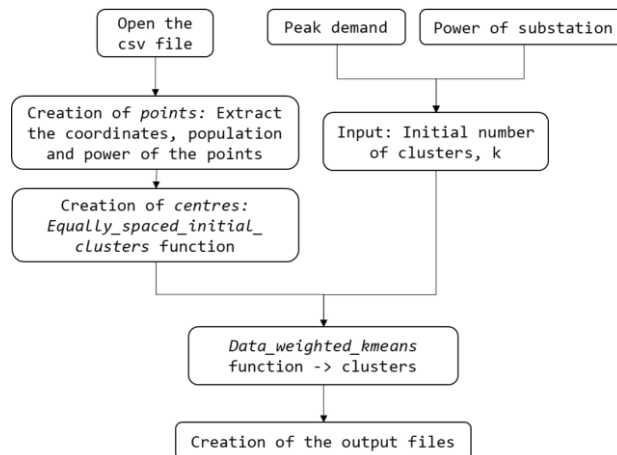 Open the
csv file
Peak demand
Power of substation
Creation of points: Extract
the coordinates, population
and power of the points
Input: Initial number
of clusters, k
Creation of centres:
Equally_spaced_initial_
clusters function
Data_weighted_kmeans
function -> clusters
Creation of the output files